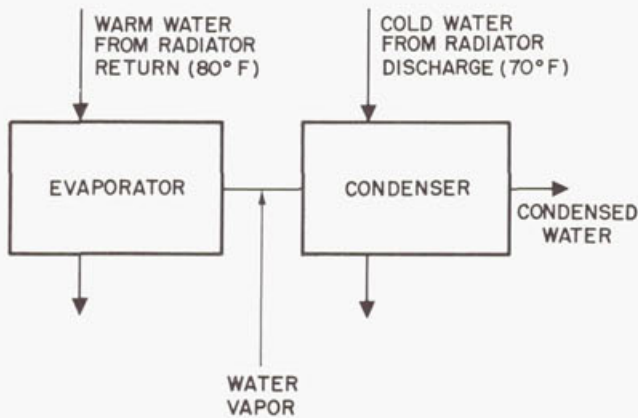 WARM WATER
FROM RADIATOR
RETURN (80° F)
COLD WATER
FROM RADIATOR
DISCHARGE (70° F)
EVAPORATOR
CONDENSER
CONDENSED
WATER
WATER
VAPOR